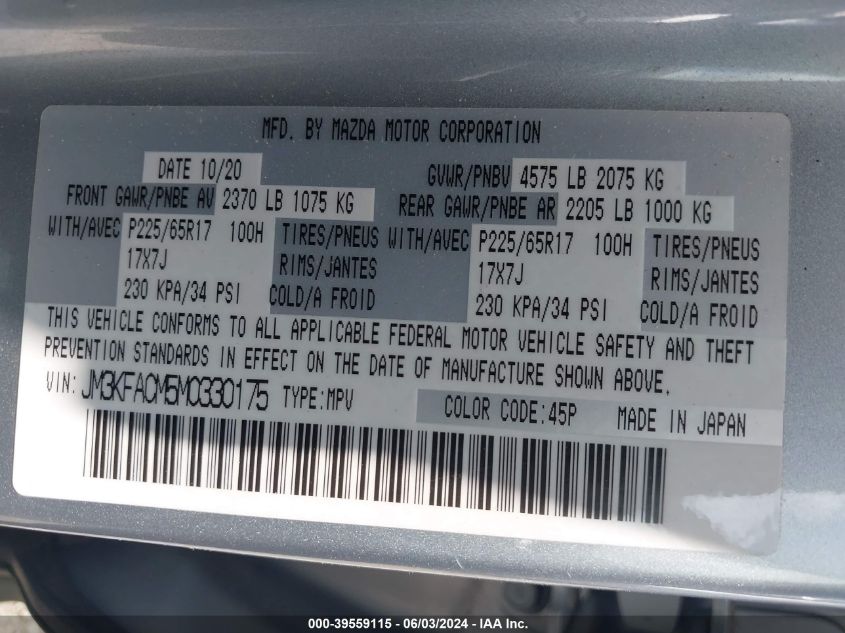 MFD. BY MAZDA MOTOR CORPORATION
DATE 10/20 GVWR/PNBV 4575 LB 2075 KG
FRONT GAWR/PNBE AV 2370 LB 1075 KG REAR GAWR/PNBE AR 2205 LB 1000 KG
WITH/AVEC P225/65R17 100H TIRES/PNEUS WITH/AVEC P225/65R17 100H TIRES/PNEUS
17X7J RIMS/JANTES 17X7J RIMS/JANTES
230 KPA/34 PSI COLD/A FROID 230 KPA/34 PSI COLD/A FROID
THIS VEHICLE CONFORMS TO ALL APPLICABLE FEDERAL MOTOR VEHICLE SAFETY AND THEFT
PREVENTION STANDARDS IN EFFECT ON THE DATE OF MANUFACTURE SHOWN ABOVE.
VIN: JM3KFACM5M0330175 TYPE:MPV COLOR CODE:45P MADE IN JAPAN
000-39559115 - 06/03/2024 - IAA Inc.